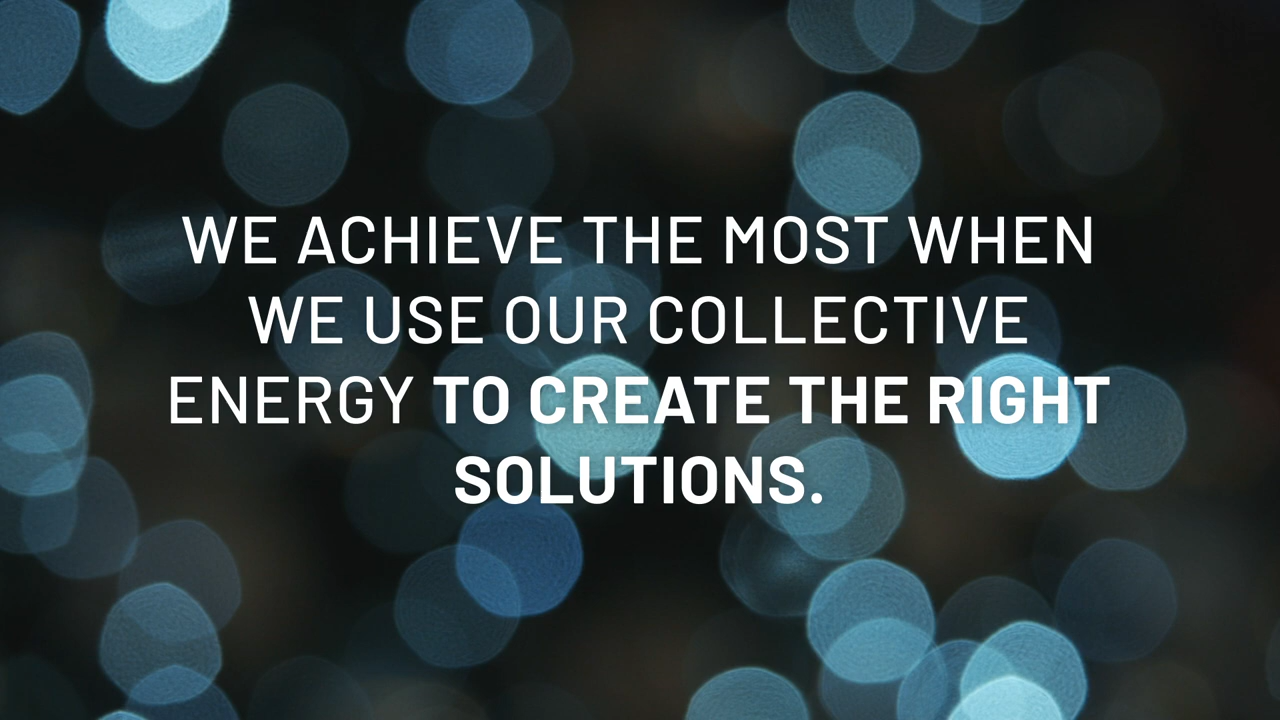 WE ACHIEVE THE MOST WHEN
WE USE OUR COLLECTIVE
ENERGY TO CREATE THE RIGHT
SOLUTIONS.